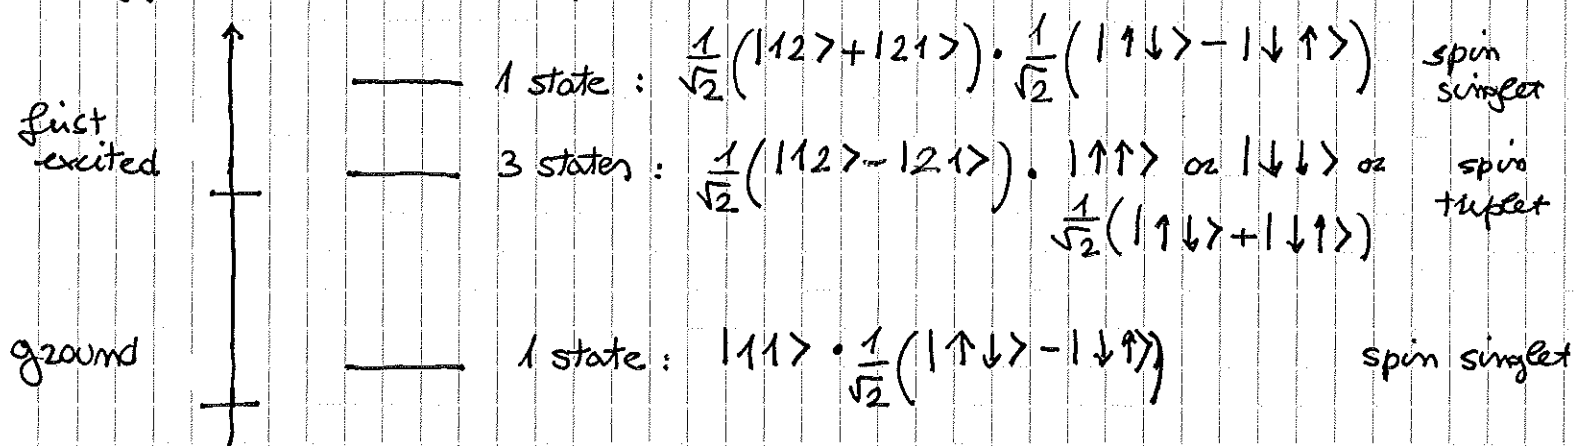 1 state : 1/√2 (|12> + |21>) · 1/√2 (|↑↓> - |↓↑>) spin singlet
first excited
3 states : 1/√2 (|12> - |21>) · |↑↑> or |↓↓> or spin triplet
1/√2 (|↑↓> + |↓↑>)
ground 1 state : |11> · 1/√2 (|↑↓> - |↓↑>) spin singlet